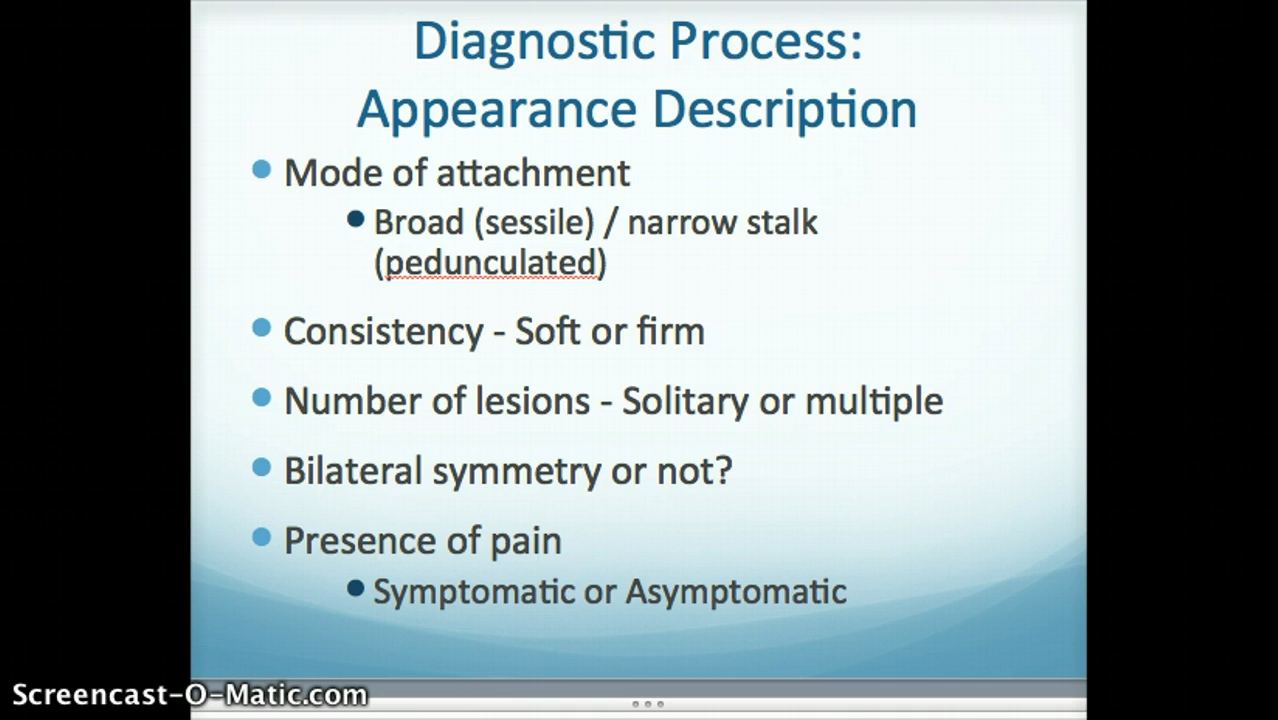 Diagnostic Process:
Appearance Description
Mode of attachment
Broad (sessile) / narrow stalk
(pedunculated)
Consistency - Soft or firm
Number of lesions - Solitary or multiple
Bilateral symmetry or not?
Presence of pain
Symptomatic or Asymptomatic
Screencast-O-Matic.com